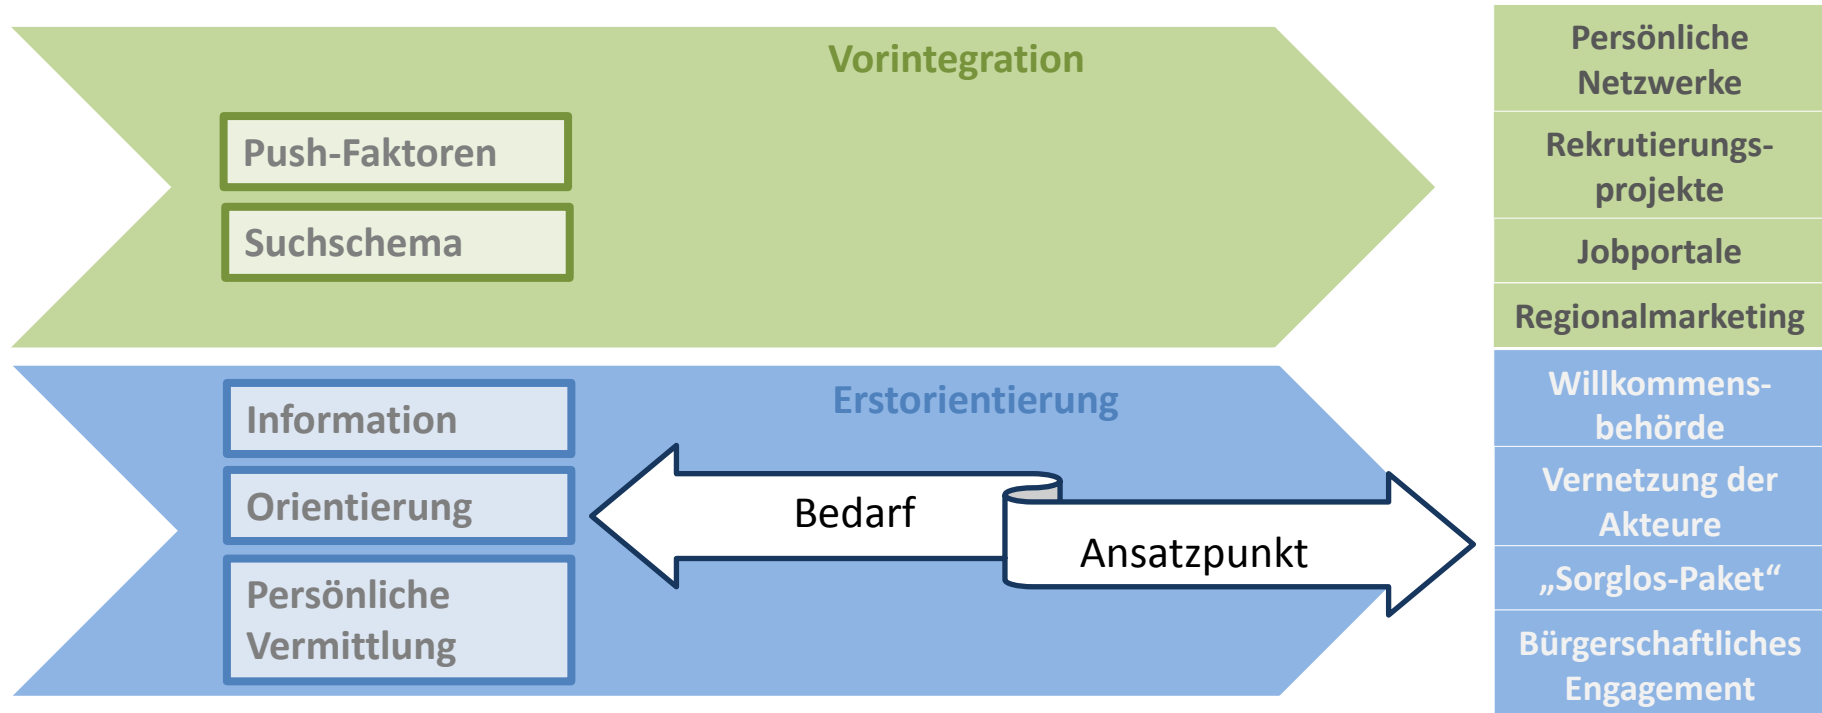 Vorintegration
Push-Faktoren
Suchschema
Persönliche
Netzwerke
Rekrutierungs-
projekte
Jobportale
Regionalmarketing
Erstorientierung
Information
Orientierung
Persönliche
Vermittlung
Bedarf
Ansatzpunkt
Willkommens-
behörde
Vernetzung der
Akteure
„Sorglos-Paket“
Bürgerschaftliches
Engagement